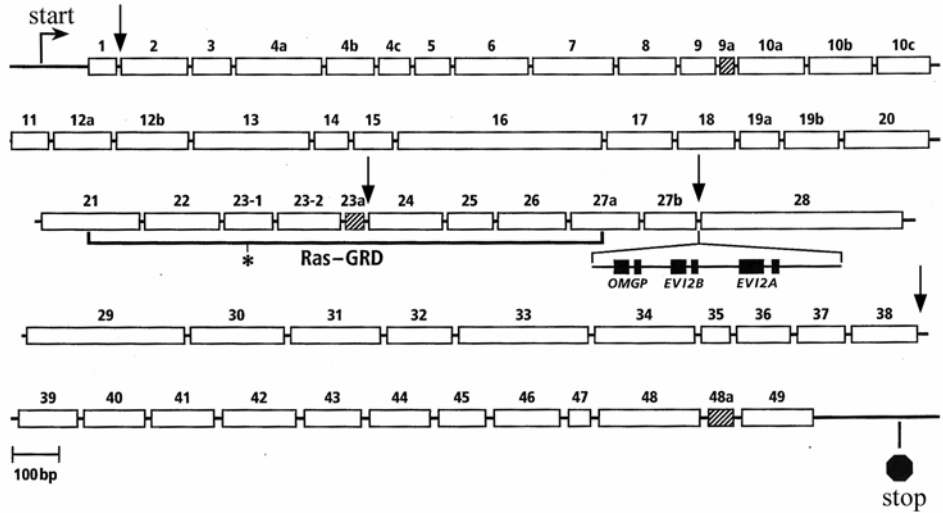 start
1 2 3 4a 4b 4c 5 6 7 8 9 9a 10a 10b 10c
11 12a 12b 13 14 15 16 17 18 19a 19b 20
21 22 23-1 23-2 23a 24 25 26 27a 27b 28
* Ras–GRD
OMGP EVI2B EVI2A
29 30 31 32 33 34 35 36 37 38
39 40 41 42 43 44 45 46 47 48 48a 49
100bp
stop